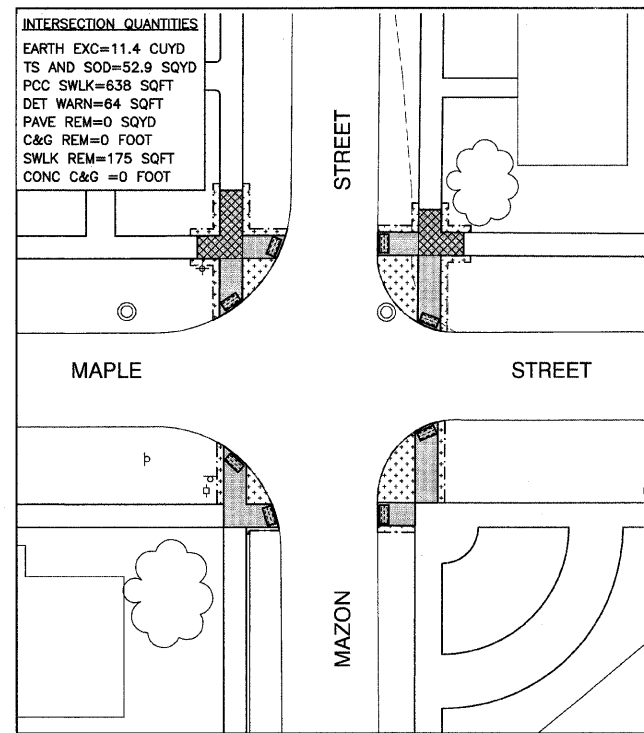 INTERSECTION QUANTITIES
EARTH EXC=11.4 CUYD
TS AND SOD=52.9 SQYD
PCC SWLK=638 SQFT
DET WARN=64 SQFT
PAVE REM=0 SQYD
C&G REM=0 FOOT
SWLK REM=175 SQFT
CONC C&G =0 FOOT
STREET
MAPLE
STREET
MAZON